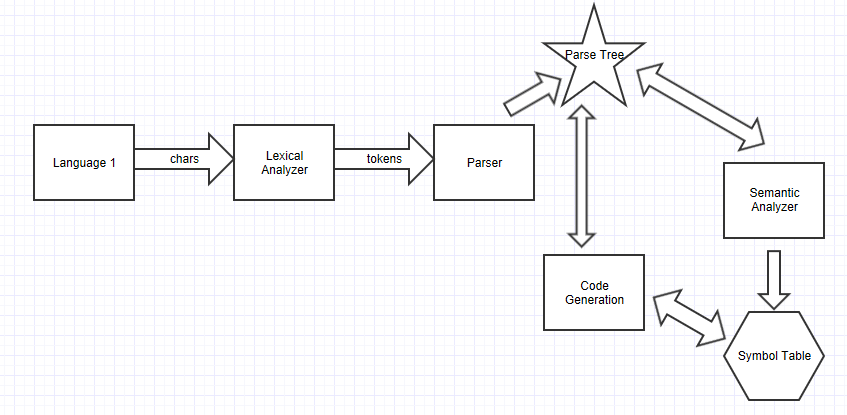 Parse Tree
Language 1
chars
Lexical
Analyzer
tokens
Parser
Semantic
Analyzer
Code
Generation
Symbol Table